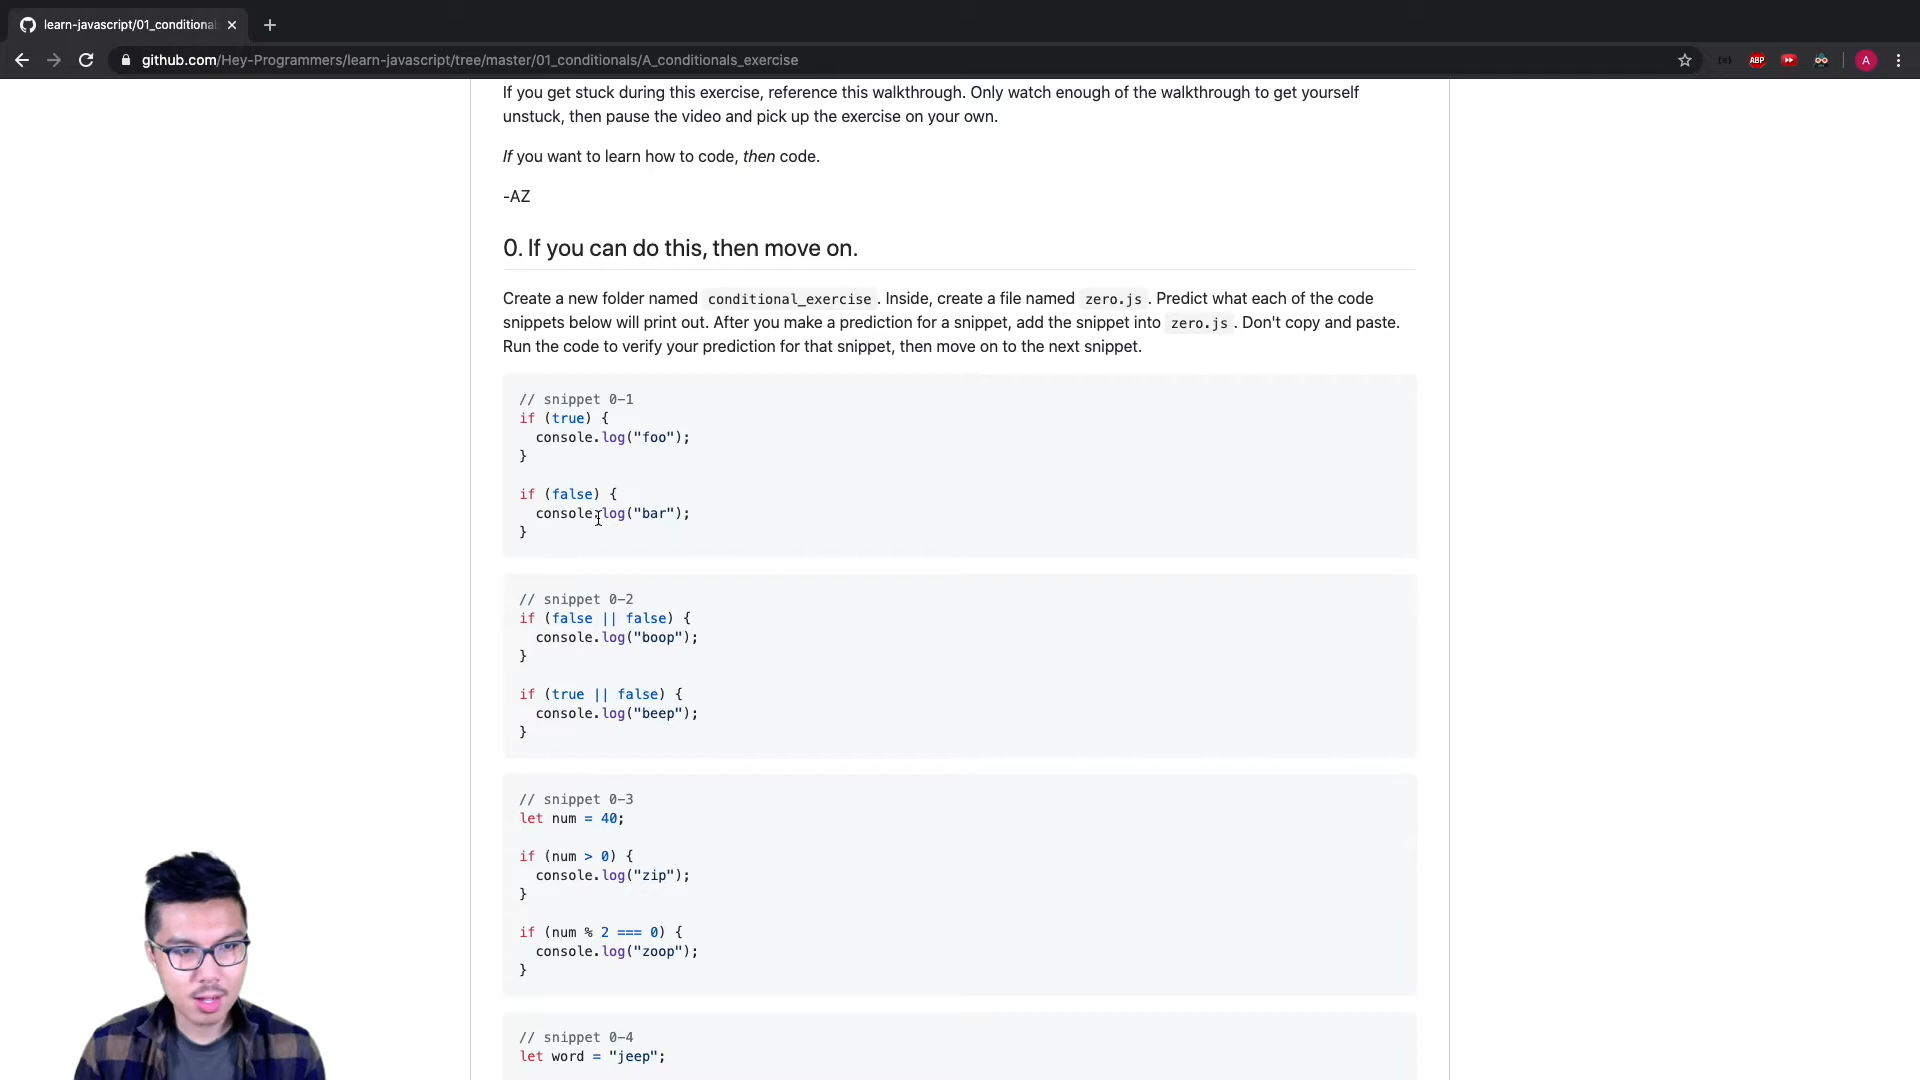 learn-javascript/01_conditional
github.com/Hey-Programmers/learn-javascript/tree/master/01_conditionals/A_conditionals_exercise
ABP
A
If you get stuck during this exercise, reference this walkthrough. Only watch enough of the walkthrough to get yourself
unstuck, then pause the video and pick up the exercise on your own.
If you want to learn how to code, then code.
-AZ
0. If you can do this, then move on.
Create a new folder named conditional_exercise . Inside, create a file named zero.js . Predict what each of the code
snippets below will print out. After you make a prediction for a snippet, add the snippet into zero.js . Don't copy and paste.
Run the code to verify your prediction for that snippet, then move on to the next snippet.
// snippet 0-1
if (true) {
  console.log("foo");
}
if (false) {
  console.log("bar");
}
// snippet 0-2
if (false || false) {
  console.log("boop");
}
if (true || false) {
  console.log("beep");
}
// snippet 0-3
let num = 40;
if (num > 0) {
  console.log("zip");
}
if (num % 2 === 0) {
  console.log("zoop");
}
// snippet 0-4
let word = "jeep";